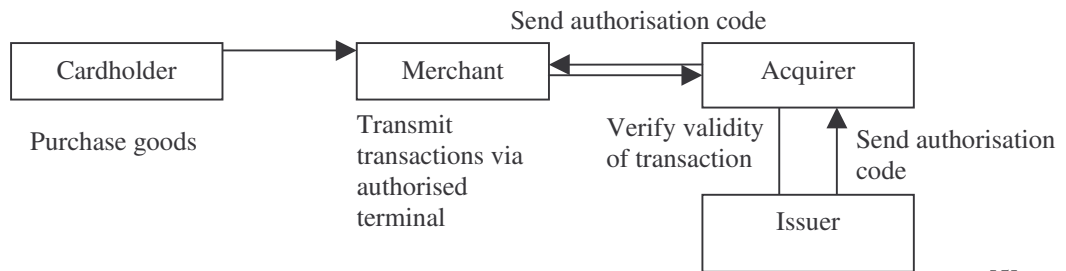 Send authorisation code
Cardholder
Merchant
Acquirer
Purchase goods
Transmit
transactions via
authorised
terminal
Verify validity
of transaction
Send authorisation
code
Issuer